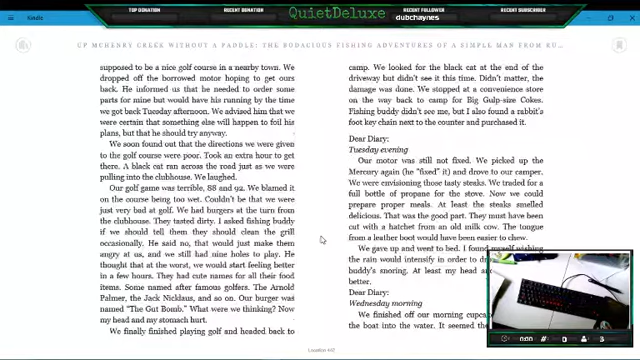 TOP DONATION
RECENT DONATION
QuietDeluxe
RECENT FOLLOWER
dubchaynes
RECENT SUBSCRIBER
Kindle
UP MCHENRY CREEK WITHOUT A PADDLE: THE BODACIOUS FISHING ADVENTURES OF A SIMPLE MAN FROM RU...
supposed to be a nice golf course in a nearby town. We
dropped off the borrowed motor hoping to get ours
back. He informed us that he needed to order some
parts for mine but would have his running by the time
we got back Tuesday afternoon. We advised him that we
were certain that something else will happen to foil his
plans, but that he should try anyway.
We soon found out that the directions we were given
to the golf course were poor. Took an extra hour to get
there. A black cat ran across the road just as we were
pulling into the clubhouse. We laughed.
Our golf game was terrible, 88 and 92. We blamed it
on the course being too wet. Couldn't be that we were
just very bad at golf. We had burgers at the turn from
the clubhouse. They tasted dirty. I asked fishing buddy
if we should tell them they should clean the grill
occasionally. He said no, that would just make them
angry at us, and we still had nine holes to play. He
thought that at the worst, we would start feeling better
in a few hours. They had cute names for all their food
items. Some named after famous golfers. The Arnold
Palmer, the Jack Nicklaus, and so on. Our burger was
named "The Gut Bomb." What were we thinking? Now
my head and my stomach hurt.
We finally finished playing golf and headed back to
camp. We looked for the black cat at the end of the
driveway but didn't see it this time. Didn't matter, the
damage was done. We stopped at a convenience store
on the way back to camp for Big Gulp-size Cokes.
Fishing buddy didn't see me, but I also found a rabbit's
foot key chain next to the counter and purchased it.
Dear Diary:
Tuesday evening
Our motor was still not fixed. We picked up the
Mercury again (he "fixed" it) and drove to our camper.
We were envisioning those tasty steaks. We traded for a
full bottle of propane for the stove. Now we could
prepare proper meals. At least the steaks smelled
delicious. That was the good part. They must have been
cut with a hatchet from an old milk cow. The tongue
from a leather boot would have been easier to chew.
We gave up and went to bed. I found myself wishing
the rain would intensify in order to
buddy's snoring. At least my head
better.
Dear Diary:
Wednesday morning
We finished off our morning cup
the boat into the water. It seemed the
0:00
0
3